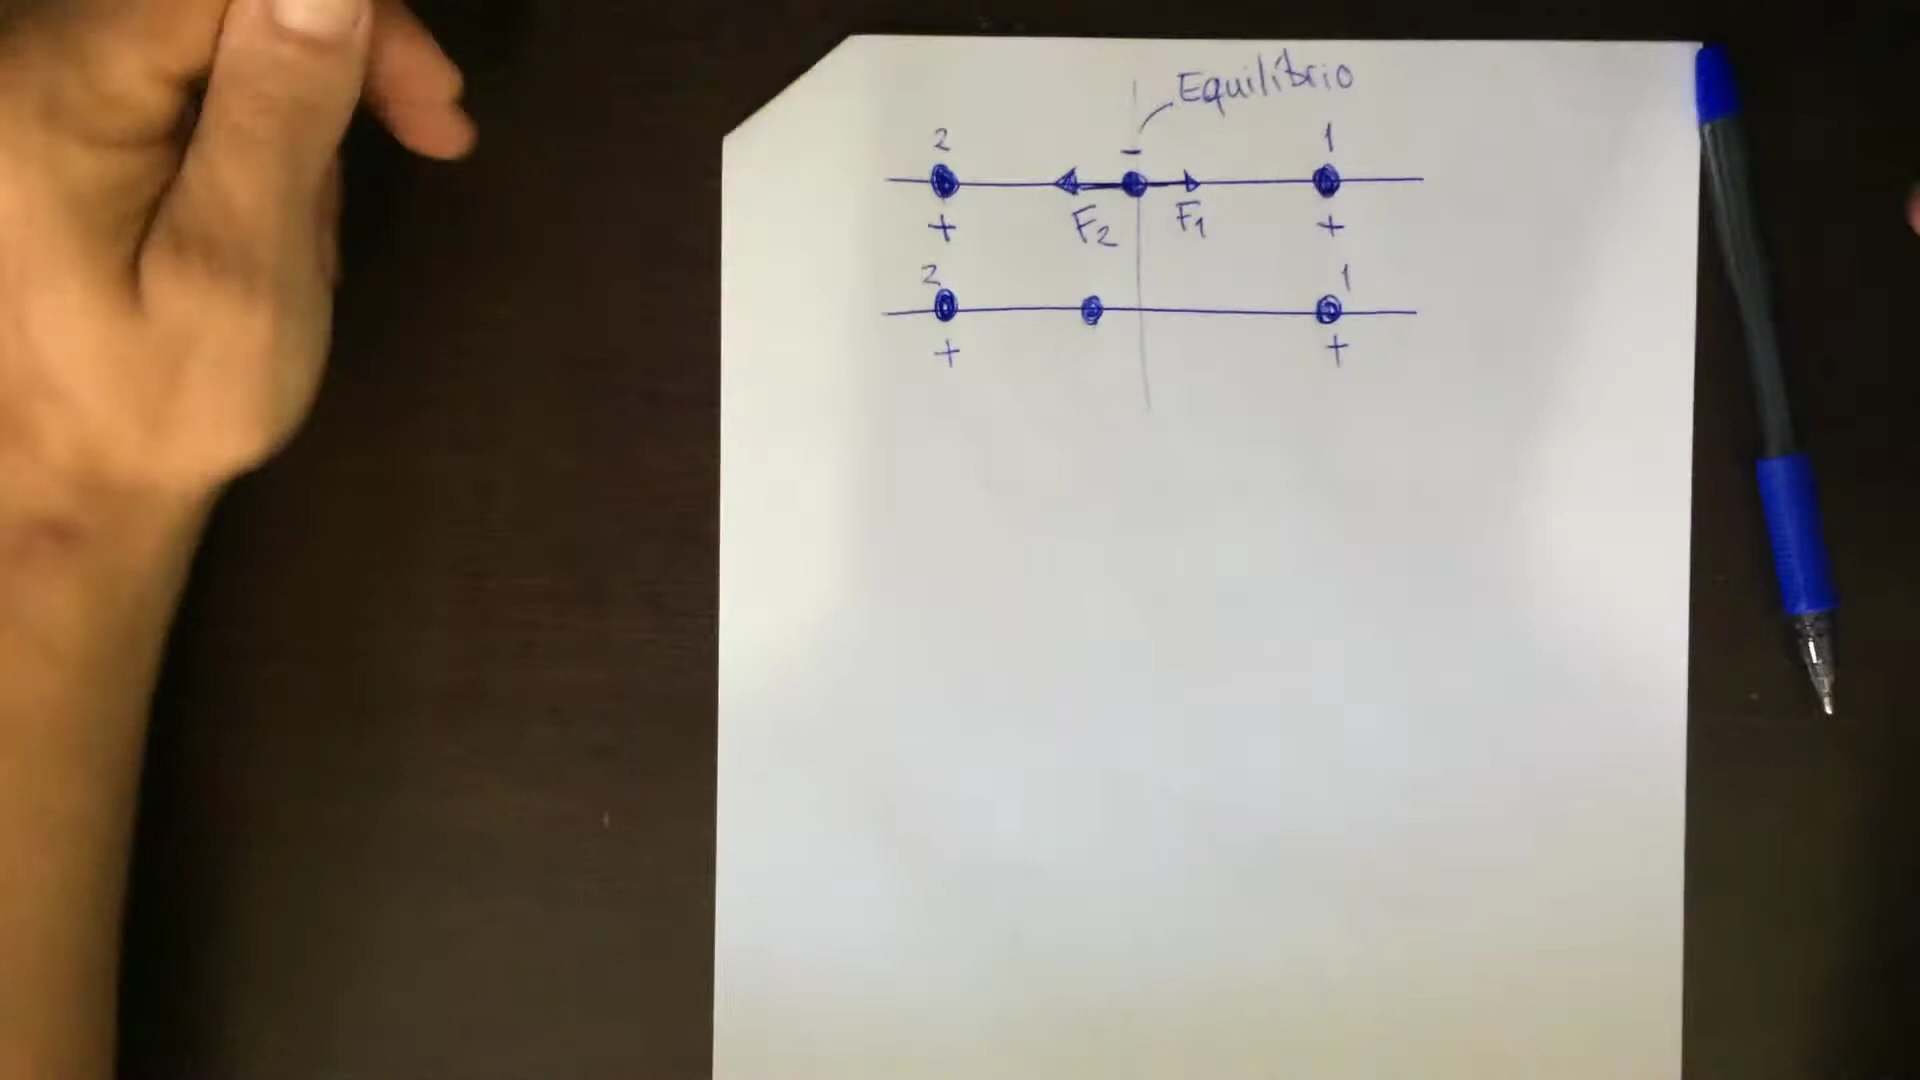 Equilíbrio
2 - 1
+ F2 F1 +
2 1
+ +